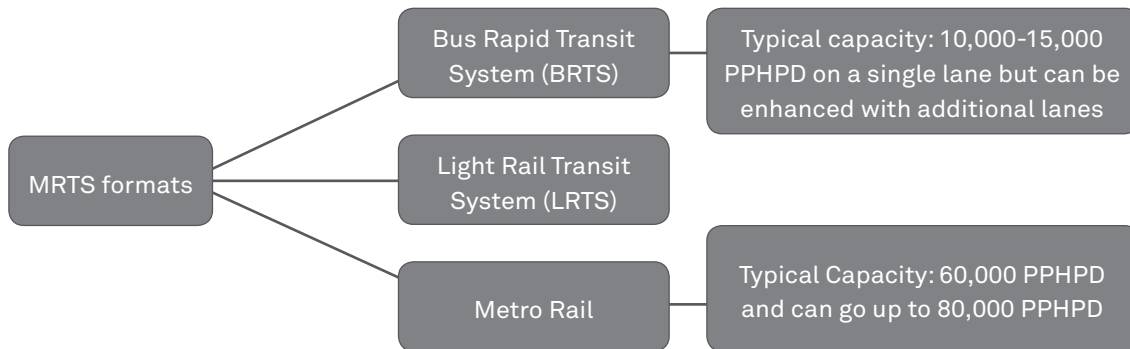 MRTS formats
Bus Rapid Transit
System (BRTS)
Typical capacity: 10,000-15,000
PPHPD on a single lane but can be
enhanced with additional lanes
Light Rail Transit
System (LRTS)
Metro Rail
Typical Capacity: 60,000 PPHPD
and can go up to 80,000 PPHPD